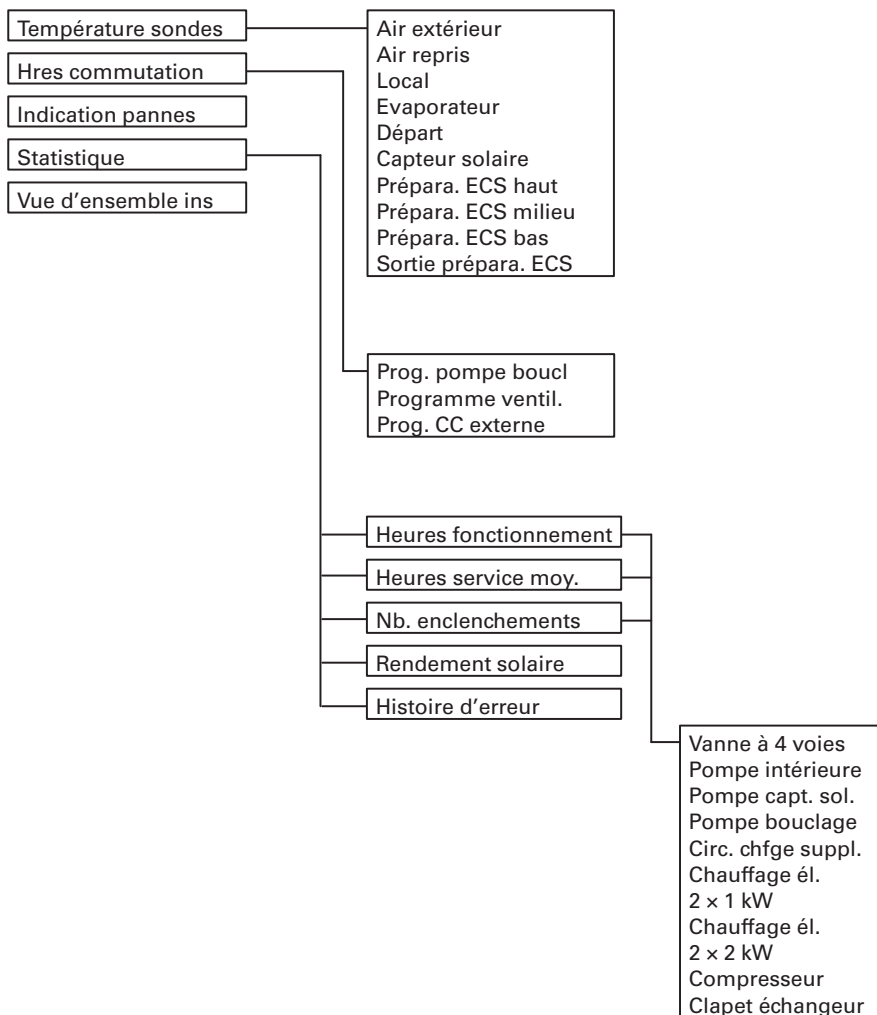 Température sondes
Hres commutation
Indication pannes
Statistique
Vue d'ensemble ins
Air extérieur
Air repris
Local
Evaporateur
Départ
Capteur solaire
Prépara. ECS haut
Prépara. ECS milieu
Prépara. ECS bas
Sortie prépara. ECS
Prog. pompe boucl
Programme ventil.
Prog. CC externe
Heures fonctionnement
Heures service moy.
Nb. enclenchements
Rendement solaire
Histoire d'erreur
Vanne à 4 voies
Pompe intérieure
Pompe capt. sol.
Pompe bouclage
Circ. chfge suppl.
Chauffage él.
2 × 1 kW
Chauffage él.
2 × 2 kW
Compresseur
Clapet échangeur